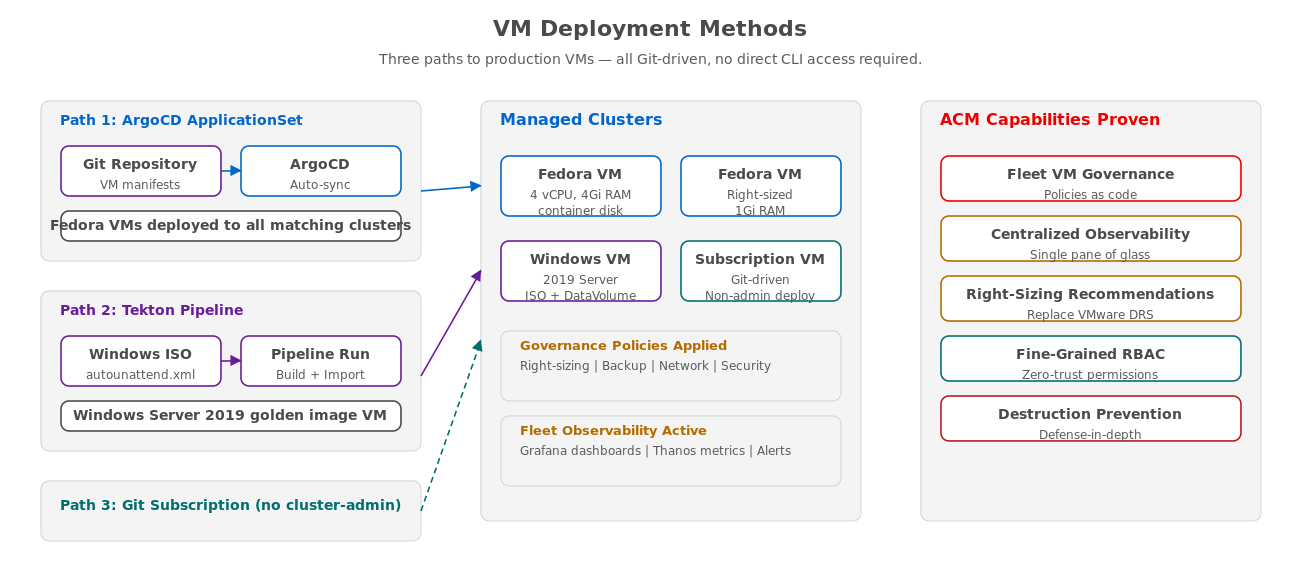 VM Deployment Methods
Three paths to production VMs — all Git-driven, no direct CLI access required.
Path 1: ArgoCD ApplicationSet
Git Repository
VM manifests
ArgoCD
Auto-sync
Fedora VMs deployed to all matching clusters
Path 2: Tekton Pipeline
Windows ISO
autounattend.xml
Pipeline Run
Build + Import
Windows Server 2019 golden image VM
Path 3: Git Subscription (no cluster-admin)
Managed Clusters
Fedora VM
4 vCPU, 4Gi RAM
container disk
Fedora VM
Right-sized
1Gi RAM
Windows VM
2019 Server
ISO + DataVolume
Subscription VM
Git-driven
Non-admin deploy
Governance Policies Applied
Right-sizing | Backup | Network | Security
Fleet Observability Active
Grafana dashboards | Thanos metrics | Alerts
ACM Capabilities Proven
Fleet VM Governance
Policies as code
Centralized Observability
Single pane of glass
Right-Sizing Recommendations
Replace VMware DRS
Fine-Grained RBAC
Zero-trust permissions
Destruction Prevention
Defense-in-depth